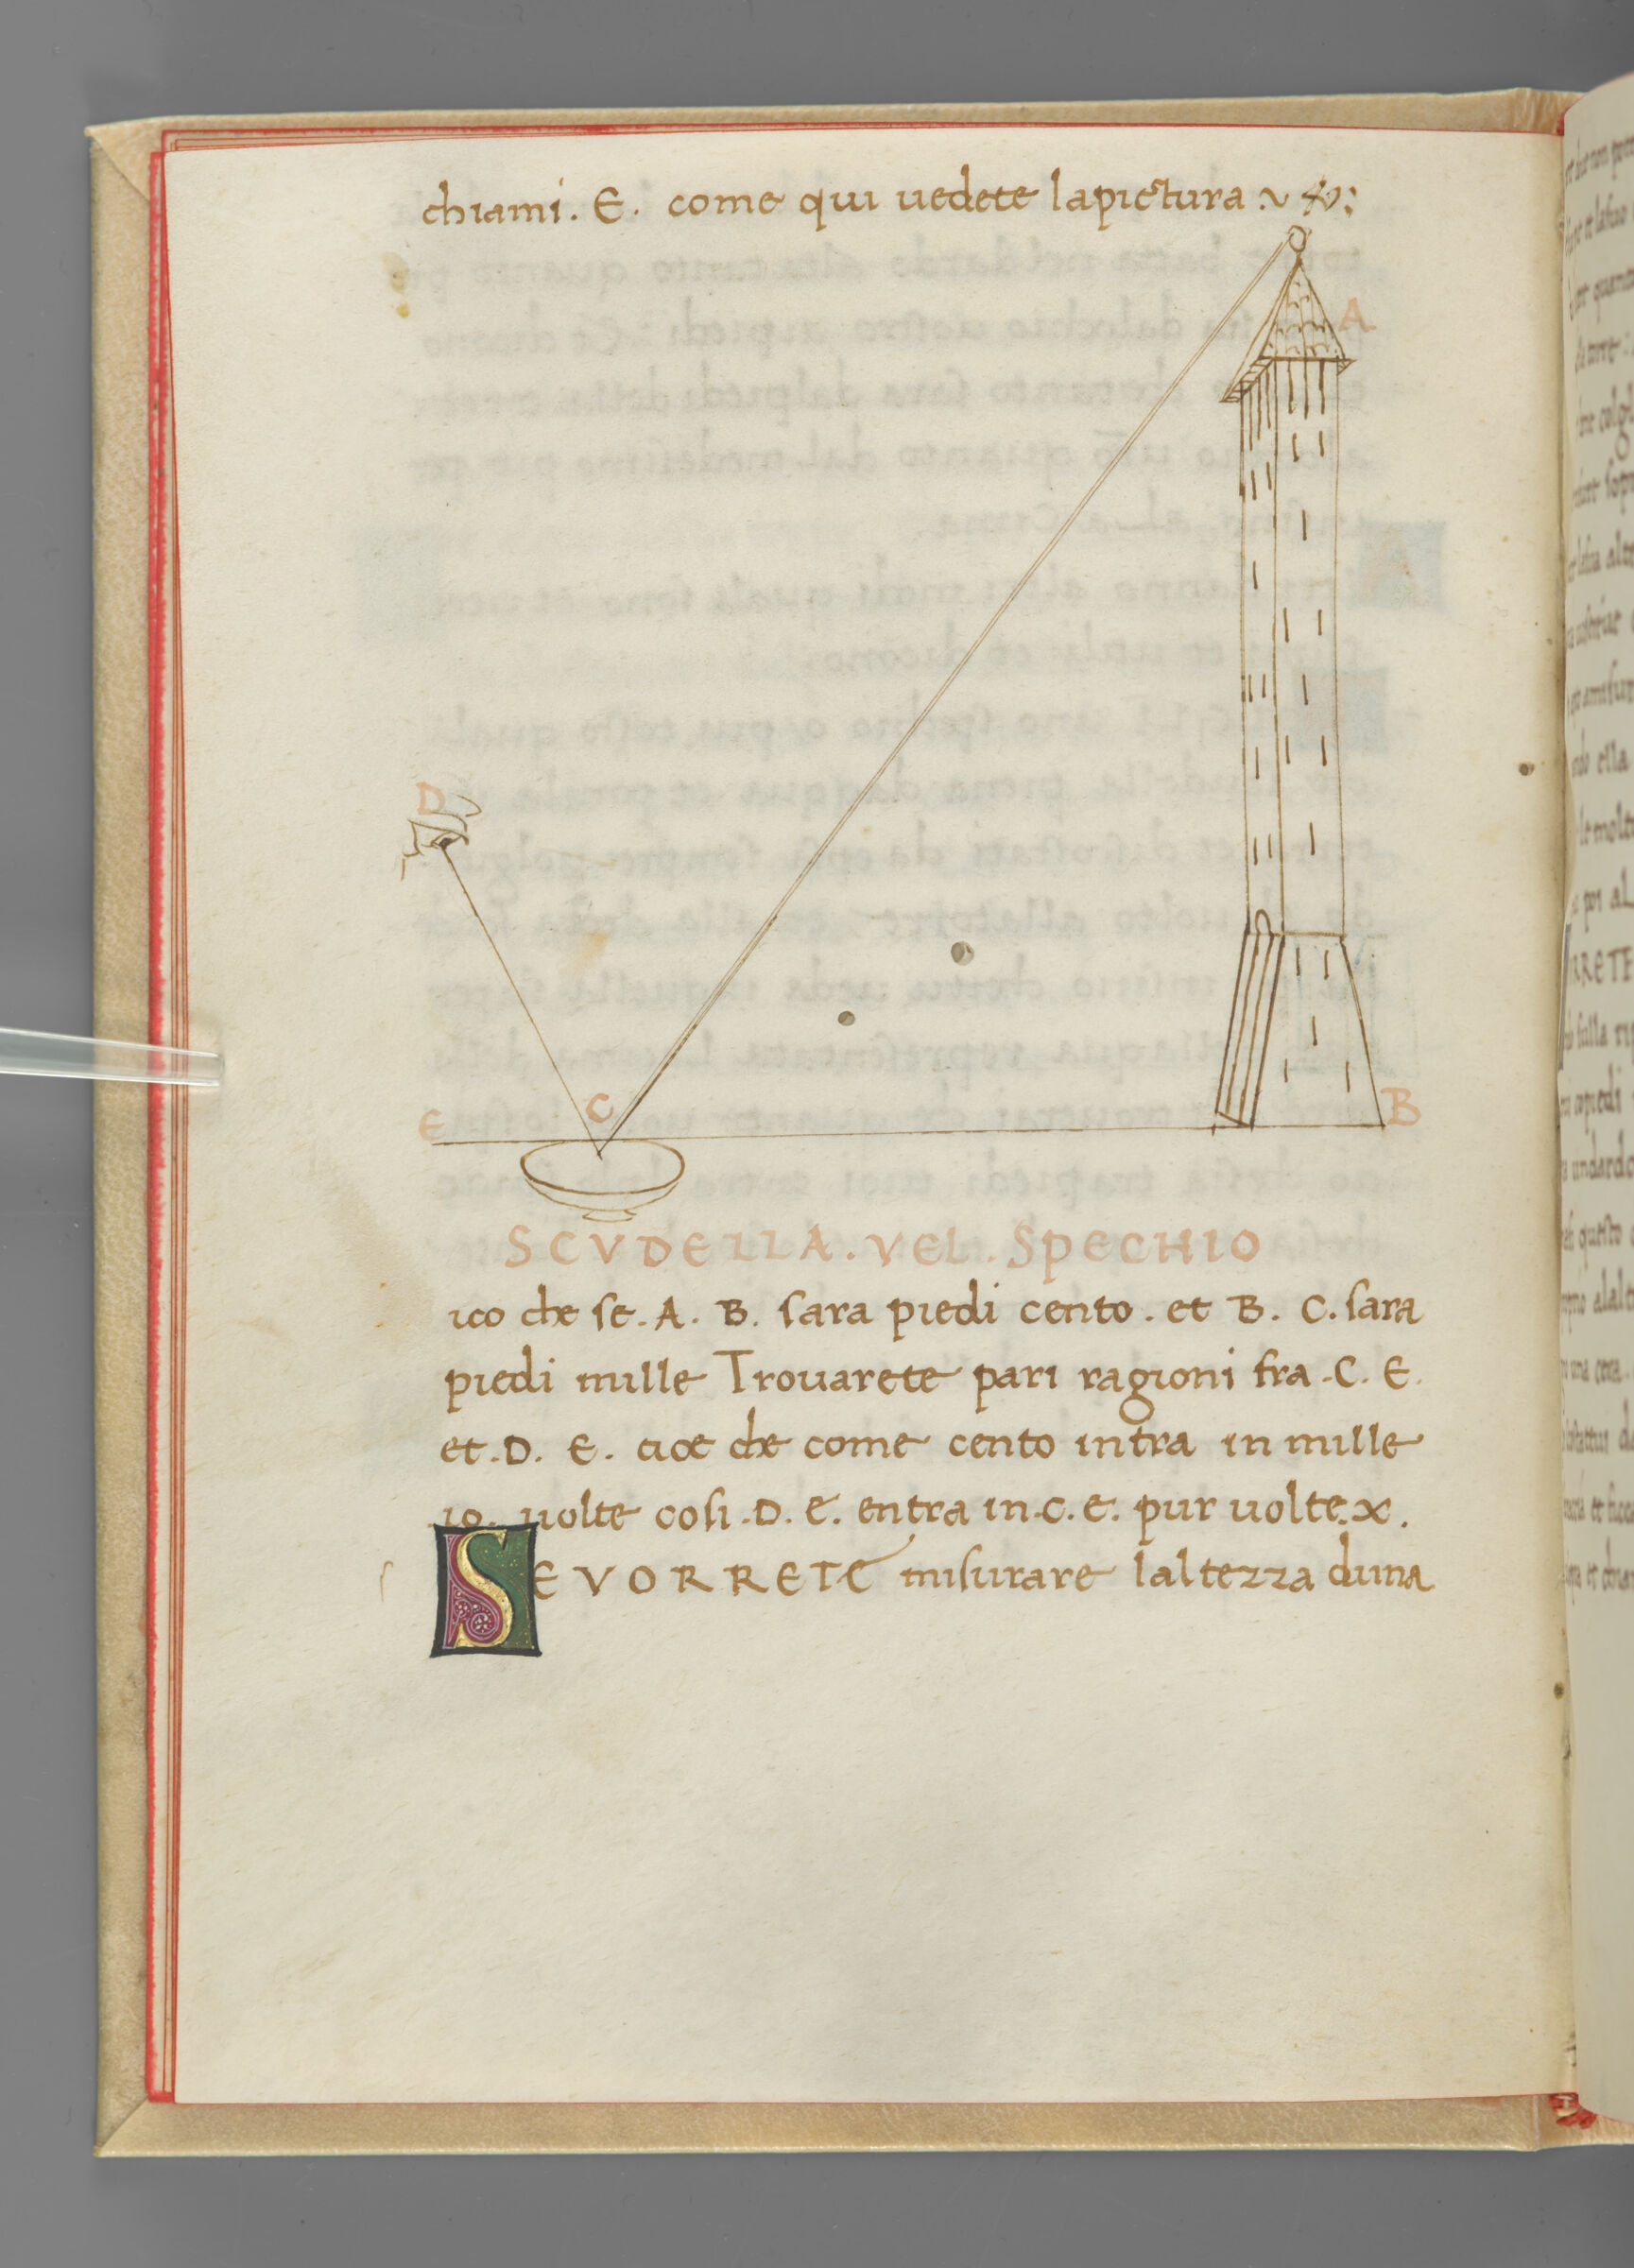 chiami. E. come qui uedete lapictura :~
A
D
E
C
B
SCVDELLA. VEL. SPECHIO
ico che se. A. B. sara piedi cento. et B. C. sara
piedi mille Trouarete pari ragioni fra. C. E.
et. D. E. cioe che come cento intra in mille
10. uolte cosi. D. E. entra in. C. E. pur uolte. x.
SE VORRETE misurare laltezza duna